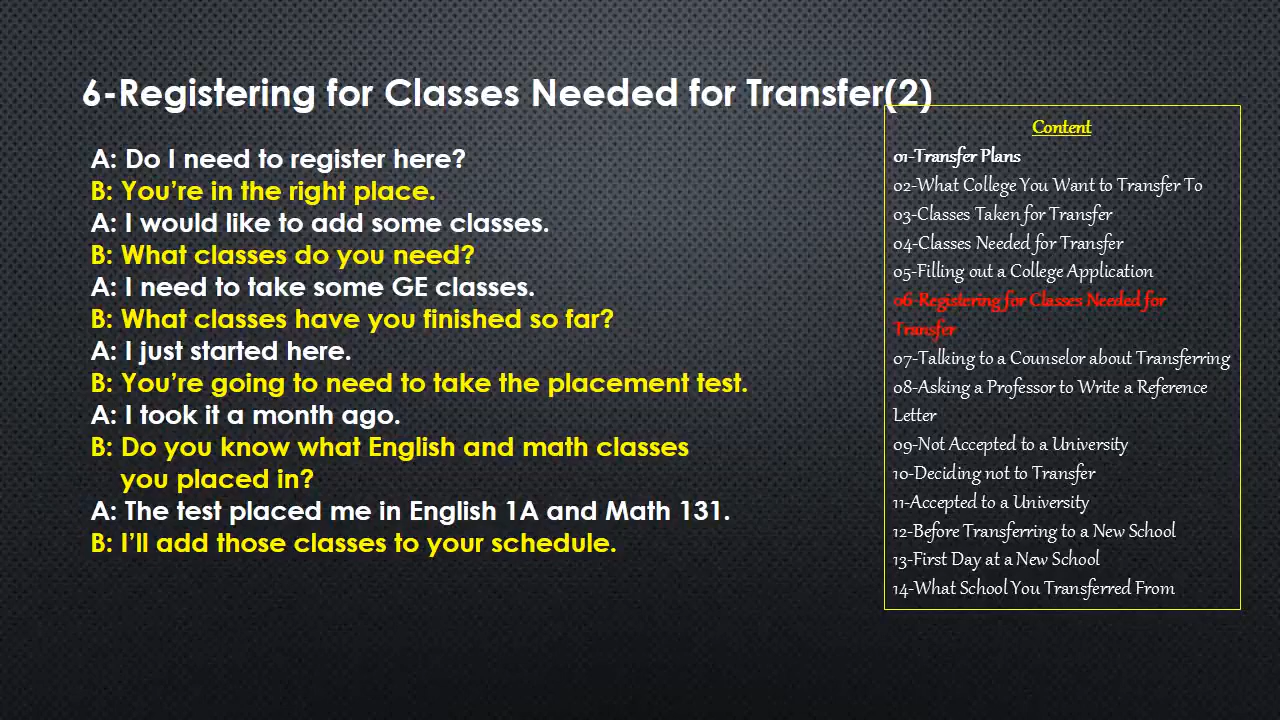 6-Registering for Classes Needed for Transfer(2)
A: Do I need to register here?
B: You’re in the right place.
A: I would like to add some classes.
B: What classes do you need?
A: I need to take some GE classes.
B: What classes have you finished so far?
A: I just started here.
B: You’re going to need to take the placement test.
A: I took it a month ago.
B: Do you know what English and math classes
you placed in?
A: The test placed me in English 1A and Math 131.
B: I’ll add those classes to your schedule.
Content
01-Transfer Plans
02-What College You Want to Transfer To
03-Classes Taken for Transfer
04-Classes Needed for Transfer
05-Filling out a College Application
06-Registering for Classes Needed for
Transfer
07-Talking to a Counselor about Transferring
08-Asking a Professor to Write a Reference
Letter
09-Not Accepted to a University
10-Deciding not to Transfer
11-Accepted to a University
12-Before Transferring to a New School
13-First Day at a New School
14-What School You Transferred From